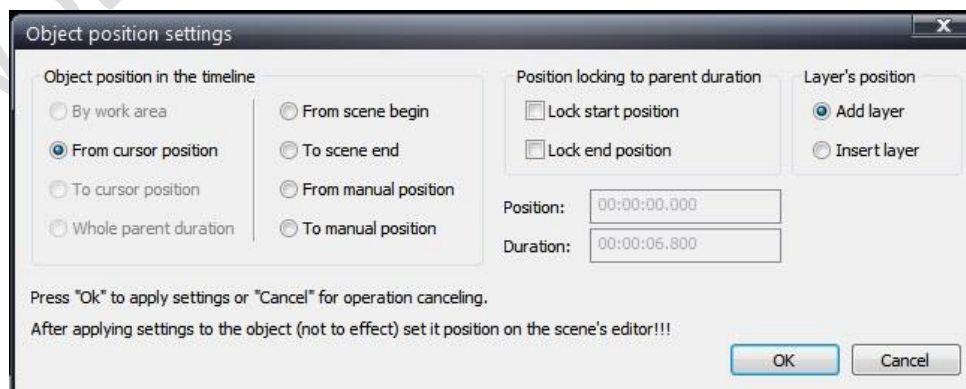 Object position settings
X
Object position in the timeline
By work area
From cursor position
To cursor position
Whole parent duration
From scene begin
To scene end
From manual position
To manual position
Position locking to parent duration
Lock start position
Lock end position
Layer's position
Add layer
Insert layer
Position: 00:00:00.000
Duration: 00:00:06.800
Press "Ok" to apply settings or "Cancel" for operation canceling.
After applying settings to the object (not to effect) set it position on the scene's editor!!!
OK
Cancel